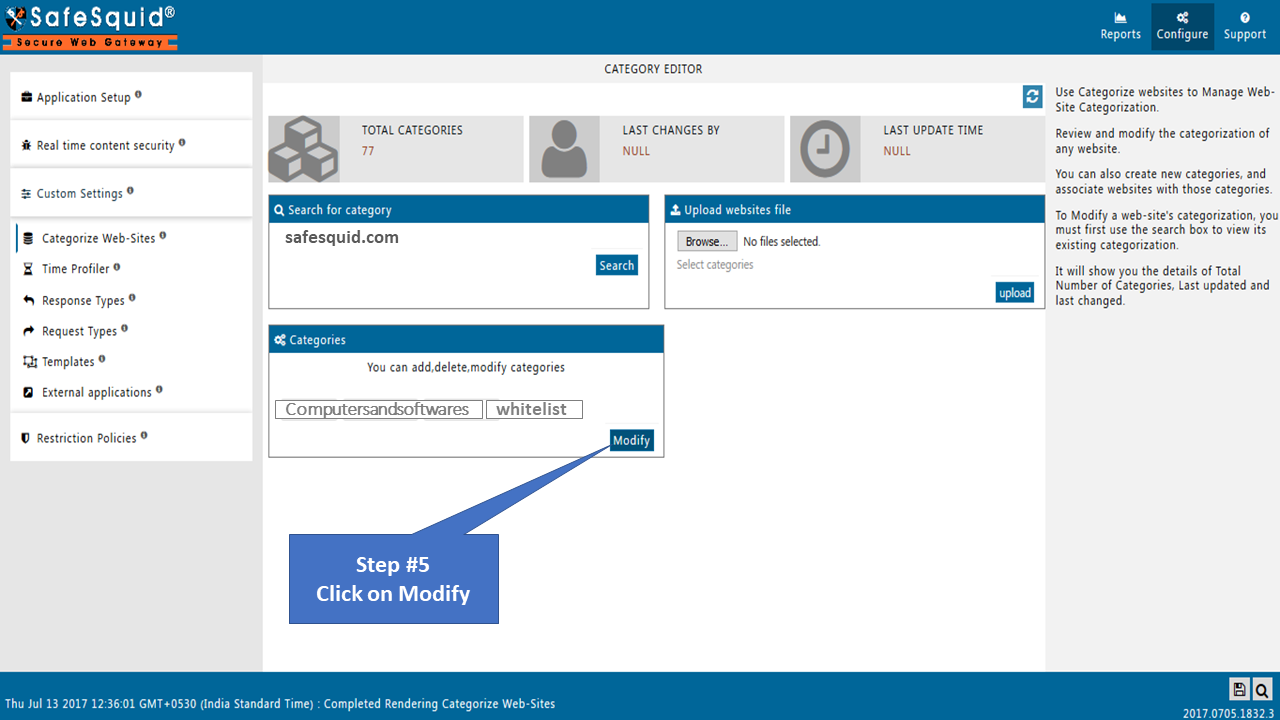 SafeSquid®
Secure Web Gateway
Reports
Configure
Support
Application Setup
Real time content security
Custom Settings
Categorize Web-Sites
Time Profiler
Response Types
Request Types
Templates
External applications
Restriction Policies
CATEGORY EDITOR
TOTAL CATEGORIES
77
LAST CHANGES BY
NULL
LAST UPDATE TIME
NULL
Search for category
safesquid.com
Search
Upload websites file
Browse... No files selected.
Select categories
upload
Categories
You can add,delete,modify categories
Computersandsoftwares whitelist
Modify
Step #5
Click on Modify
Use Categorize websites to Manage Web-
Site Categorization.
Review and modify the categorization of
any website.
You can also create new categories, and
associate websites with those categories.
To Modify a web-site's categorization, you
must first use the search box to view its
existing categorization.
It will show you the details of Total
Number of Categories, Last updated and
last changed.
Thu Jul 13 2017 12:36:01 GMT+0530 (India Standard Time) : Completed Rendering Categorize Web-Sites
2017.0705.1832.3